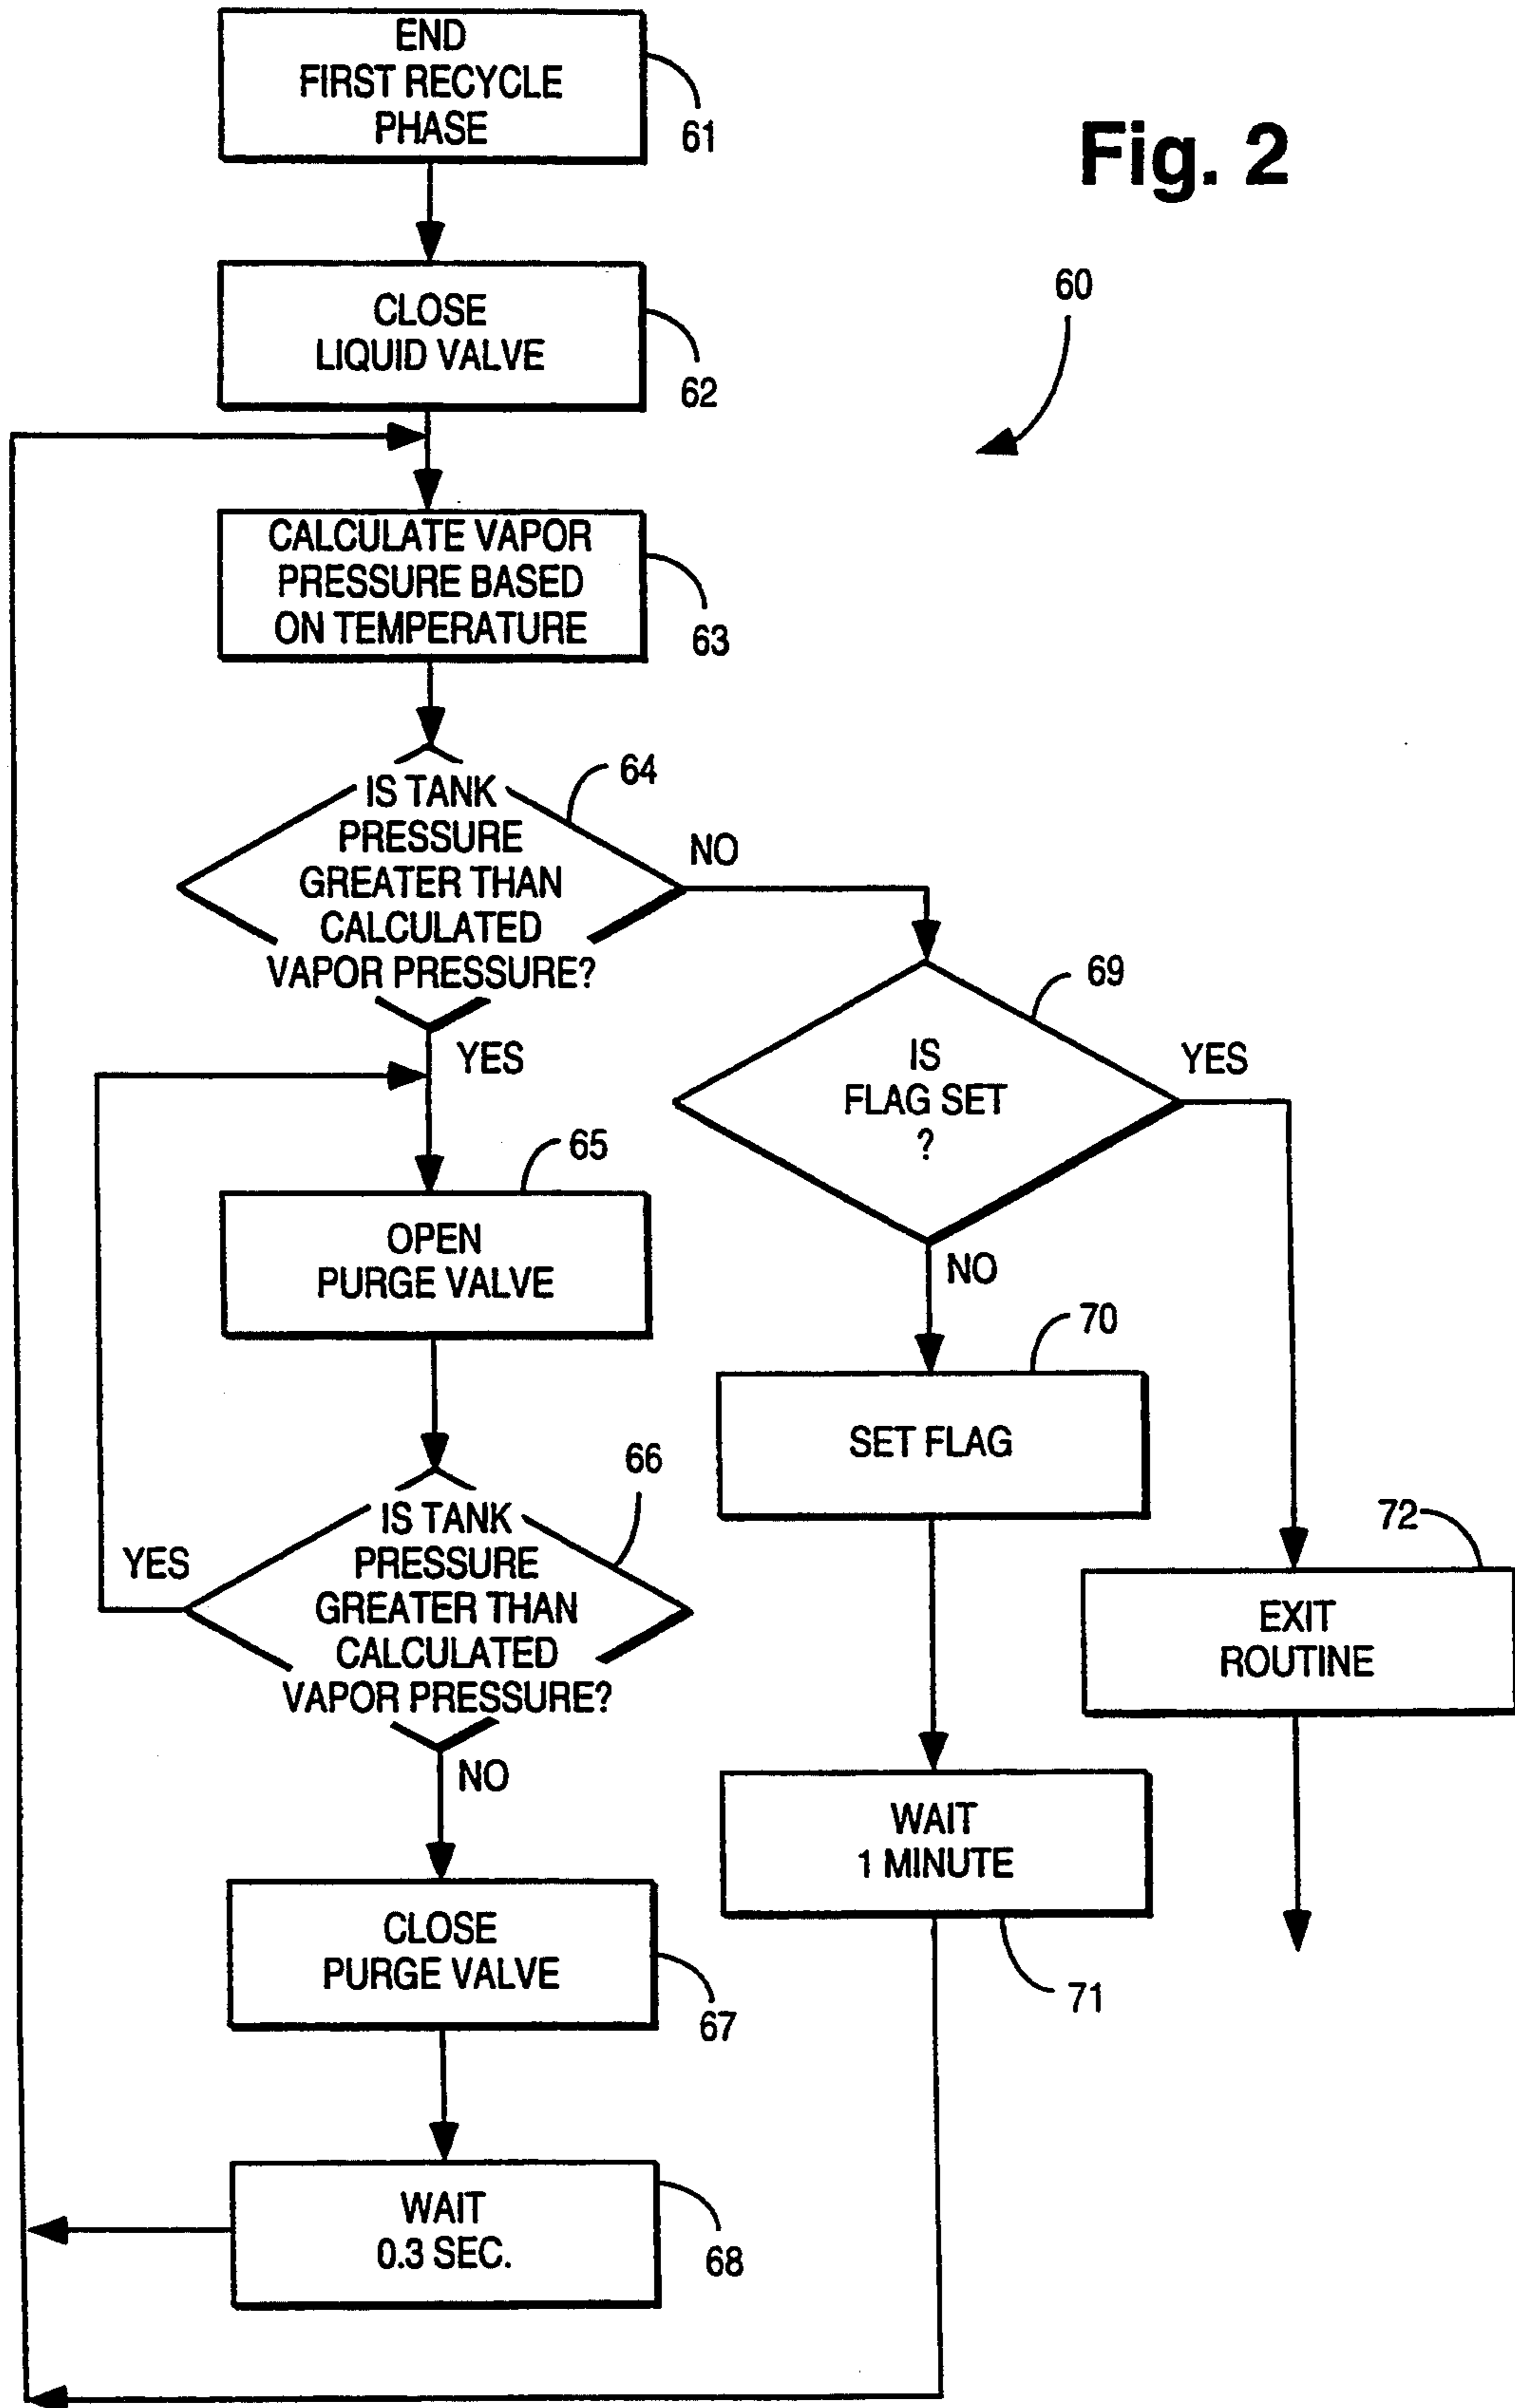 END
FIRST RECYCLE
PHASE
61
Fig. 2
CLOSE
LIQUID VALVE
62
60
CALCULATE VAPOR
PRESSURE BASED
ON TEMPERATURE
63
IS TANK
PRESSURE
GREATER THAN
CALCULATED
VAPOR PRESSURE?
64
NO
YES
IS
FLAG SET
?
69
YES
NO
65
OPEN
PURGE VALVE
70
SET FLAG
66
IS TANK
PRESSURE
GREATER THAN
CALCULATED
VAPOR PRESSURE?
YES
NO
72
EXIT
ROUTINE
WAIT
1 MINUTE
71
CLOSE
PURGE VALVE
67
WAIT
0.3 SEC.
68